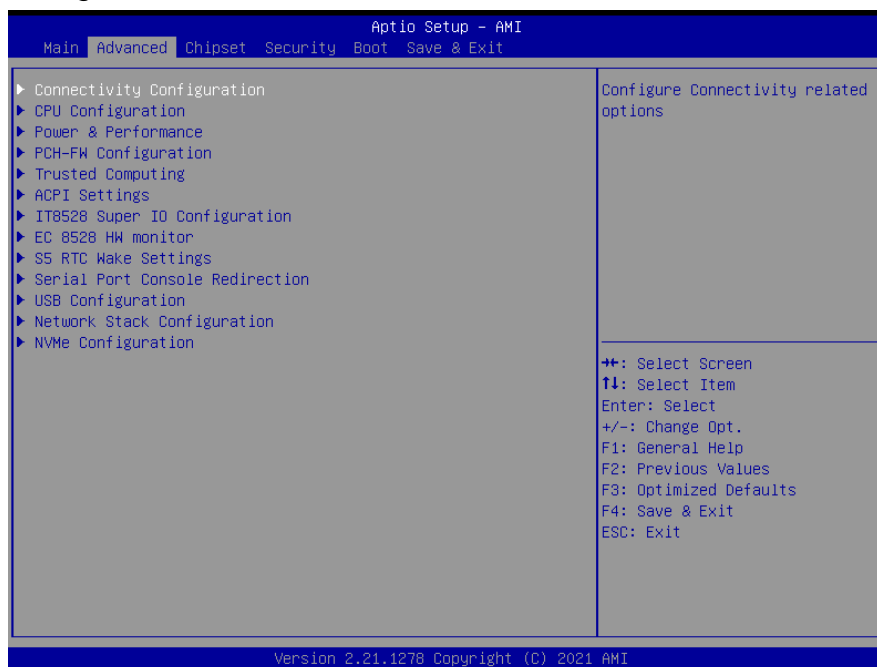 Aptio Setup - AMI
Main Advanced Chipset Security Boot Save & Exit
Connectivity Configuration
CPU Configuration
Power & Performance
PCH-FW Configuration
Trusted Computing
ACPI Settings
IT8528 Super IO Configuration
EC 8528 HW monitor
S5 RTC Wake Settings
Serial Port Console Redirection
USB Configuration
Network Stack Configuration
NVMe Configuration
Configure Connectivity related
options
→←: Select Screen
↑↓: Select Item
Enter: Select
+/-: Change Opt.
F1: General Help
F2: Previous Values
F3: Optimized Defaults
F4: Save & Exit
ESC: Exit
Version 2.21.1278 Copyright (C) 2021 AMI